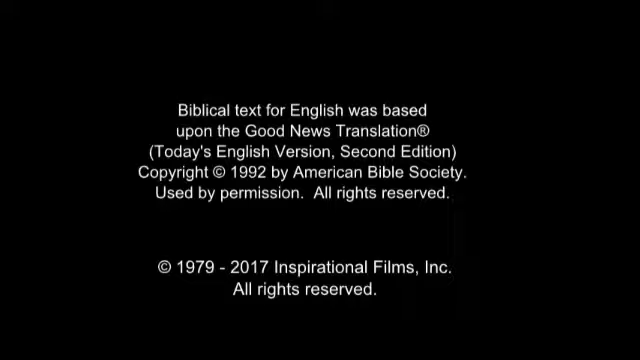 Biblical text for English was based
upon the Good News Translation®
(Today's English Version, Second Edition)
Copyright © 1992 by American Bible Society.
Used by permission.  All rights reserved.
© 1979 - 2017 Inspirational Films, Inc.
All rights reserved.